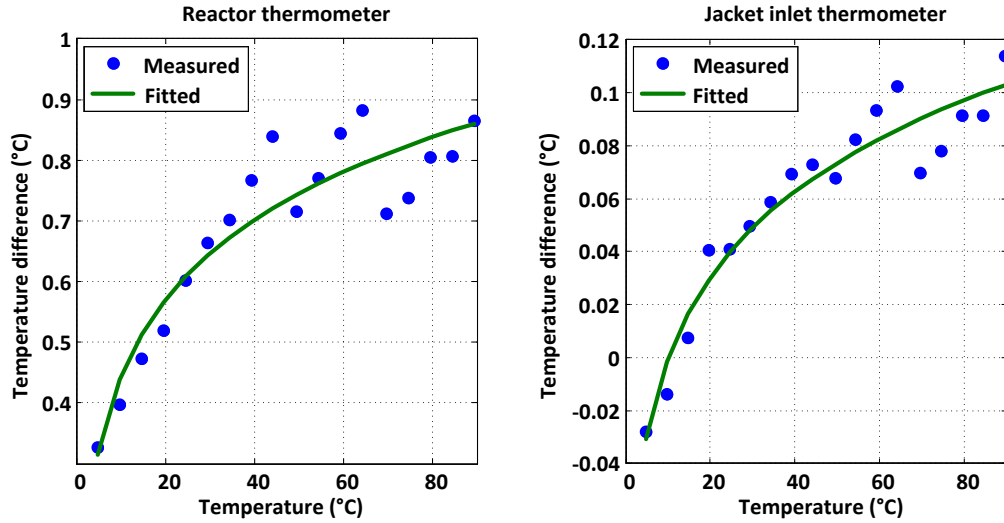 Reactor thermometer
Temperature difference (°C)
1
0.9
0.8
0.7
0.6
0.5
0.4
Measured
Fitted
0 20 40 60 80
Temperature (°C)
Jacket inlet thermometer
Temperature difference (°C)
0.12
0.1
0.08
0.06
0.04
0.02
0
-0.02
-0.04
Measured
Fitted
0 20 40 60 80
Temperature (°C)